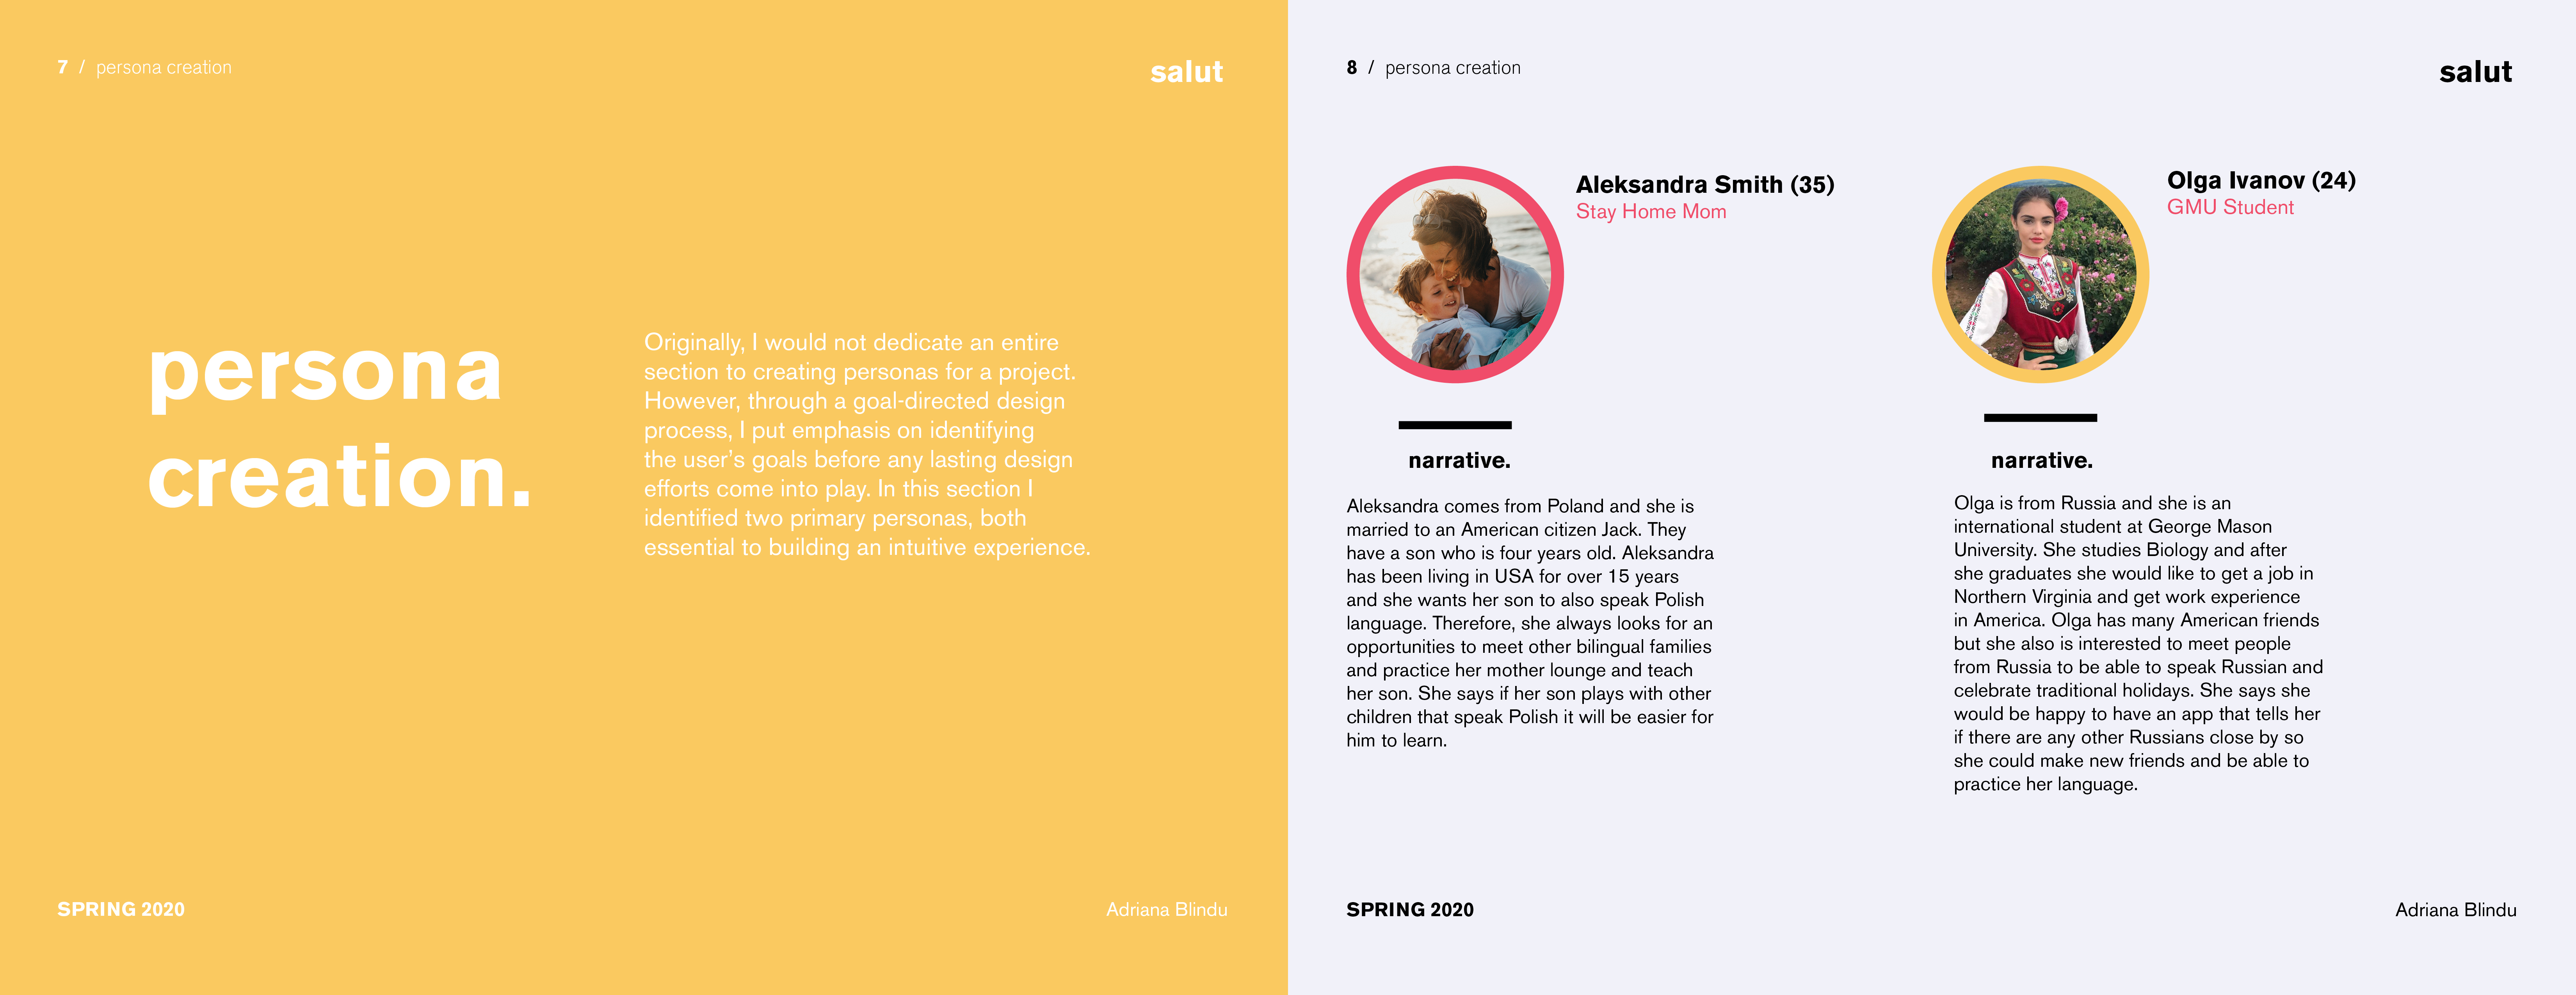 7 / persona creation
salut
persona
creation.
Originally, I would not dedicate an entire
section to creating personas for a project.
However, through a goal-directed design
process, I put emphasis on identifying
the user's goals before any lasting design
efforts come into play. In this section I
identified two primary personas, both
essential to building an intuitive experience.
SPRING 2020
Adriana Blindu
8 / persona creation
salut
Aleksandra Smith (35)
Stay Home Mom
narrative.
Aleksandra comes from Poland and she is
married to an American citizen Jack. They
have a son who is four years old. Aleksandra
has been living in USA for over 15 years
and she wants her son to also speak Polish
language. Therefore, she always looks for an
opportunities to meet other bilingual families
and practice her mother lounge and teach
her son. She says if her son plays with other
children that speak Polish it will be easier for
him to learn.
Olga Ivanov (24)
GMU Student
narrative.
Olga is from Russia and she is an
international student at George Mason
University. She studies Biology and after
she graduates she would like to get a job in
Northern Virginia and get work experience
in America. Olga has many American friends
but she also is interested to meet people
from Russia to be able to speak Russian and
celebrate traditional holidays. She says she
would be happy to have an app that tells her
if there are any other Russians close by so
she could make new friends and be able to
practice her language.
SPRING 2020
Adriana Blindu